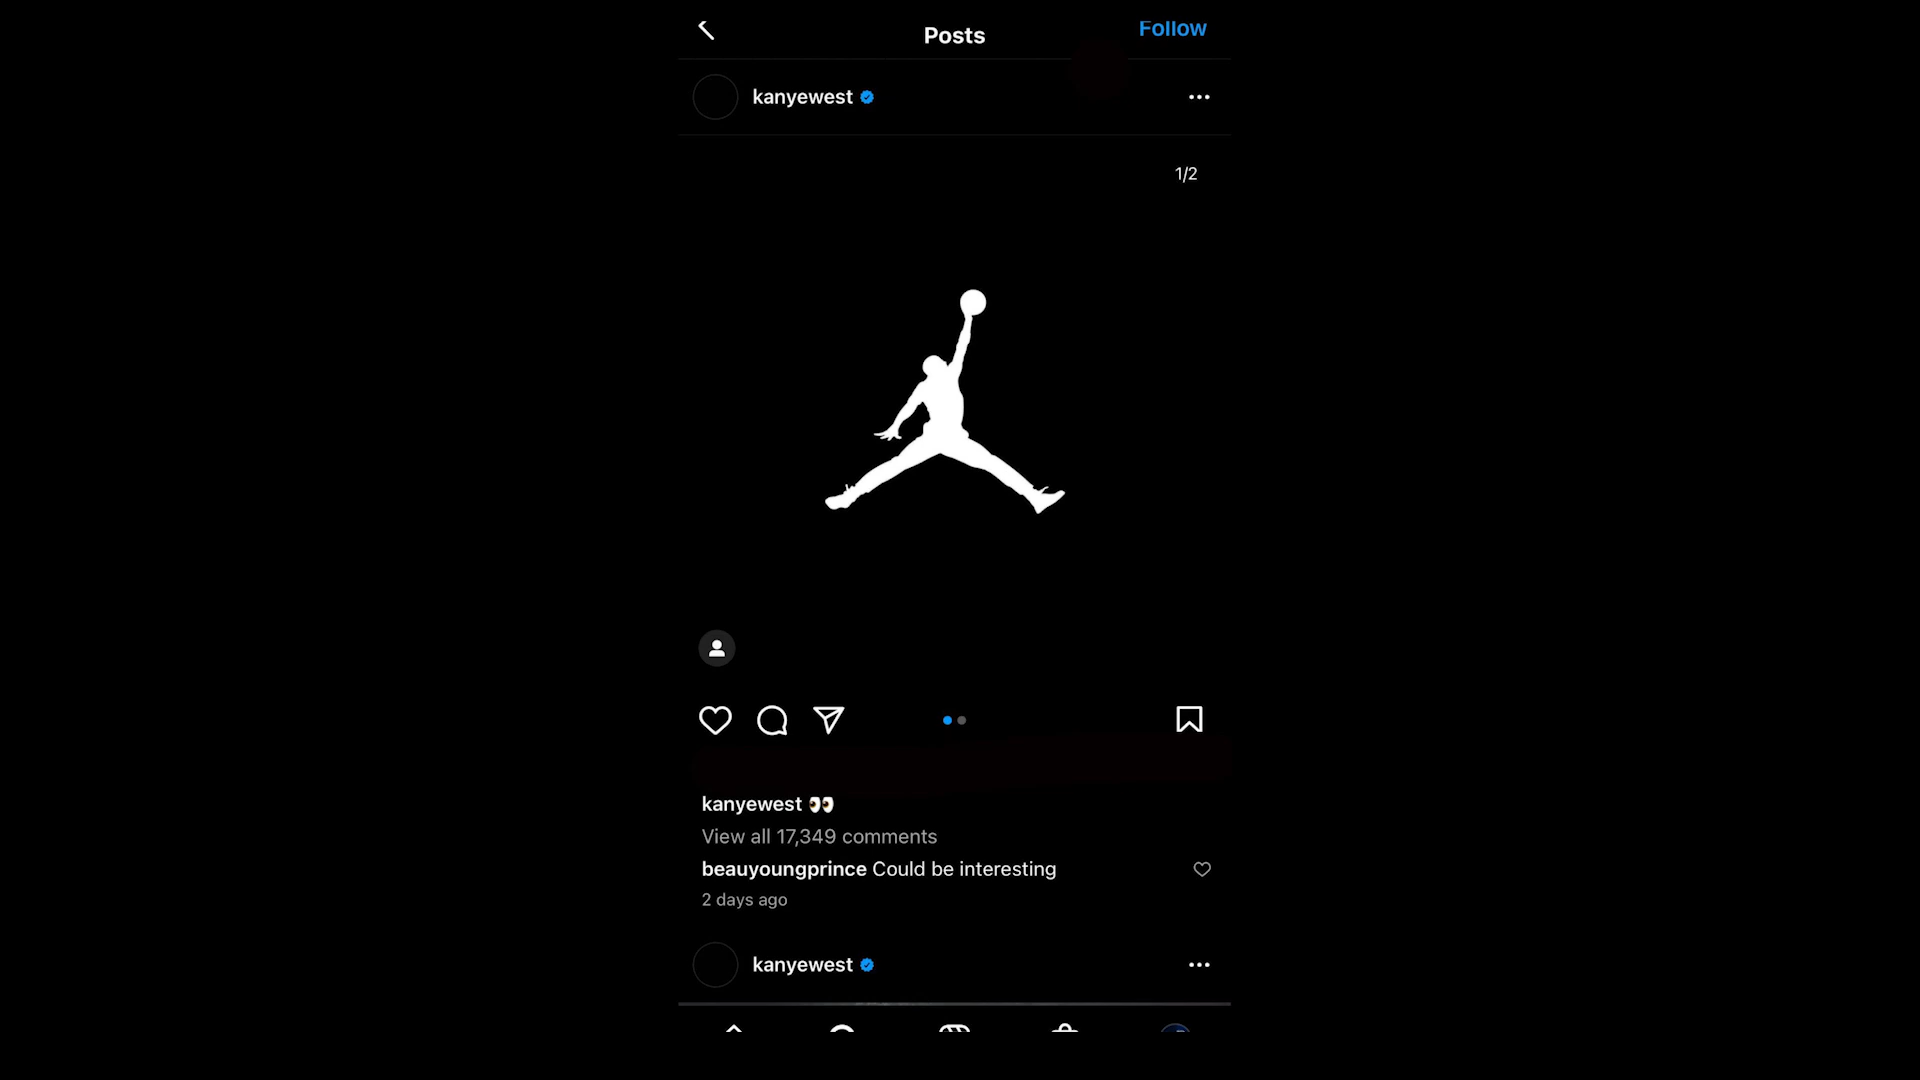 Posts
Follow
kanyewest
1/2
kanyewest 👀
View all 17,349 comments
beauyoungprince Could be interesting
2 days ago
kanyewest